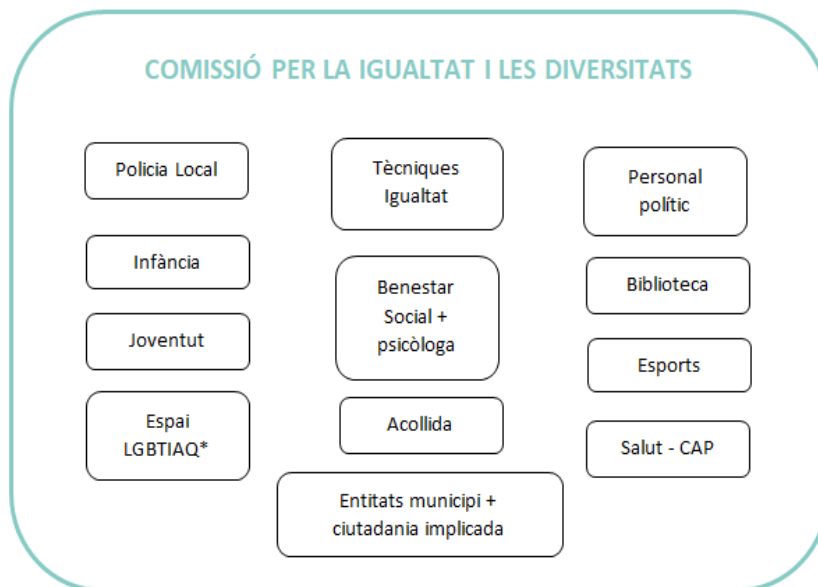 COMISSIÓ PER LA IGUALTAT I LES DIVERSITATS
Policia Local
Tècniques
Igualtat
Personal
polític
Infància
Benestar
Social +
psicòloga
Biblioteca
Joventut
Esports
Espai
LGBTIAQ*
Acollida
Salut - CAP
Entitats municipi +
ciutadania implicada